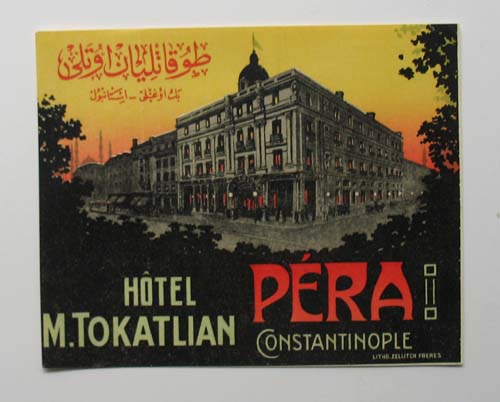 طوقاتليان اوتلى
بك اوغلى – استانبول
HÔTEL
M.TOKATLIAN
PÉRA
CONSTANTINOPLE
LITHO. ZELLITCH FRERES